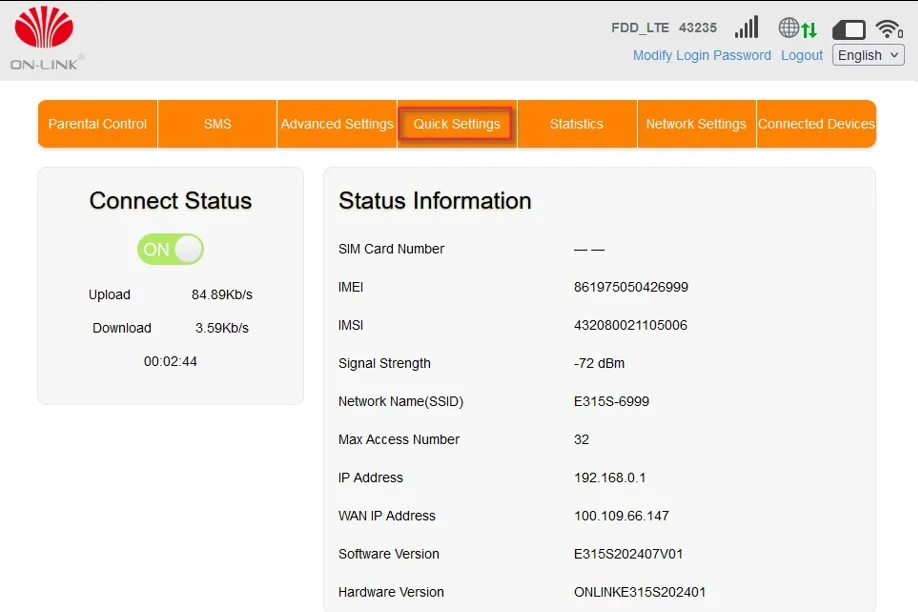 FDD_LTE 43235
ON-LINK®
Modify Login Password Logout English
Parental Control SMS Advanced Settings Quick Settings Statistics Network Settings Connected Devices
Connect Status
ON
Upload 84.89Kb/s
Download 3.59Kb/s
00:02:44
Status Information
SIM Card Number — —
IMEI 861975050426999
IMSI 432080021105006
Signal Strength -72 dBm
Network Name(SSID) E315S-6999
Max Access Number 32
IP Address 192.168.0.1
WAN IP Address 100.109.66.147
Software Version E315S202407V01
Hardware Version ONLINKE315S202401